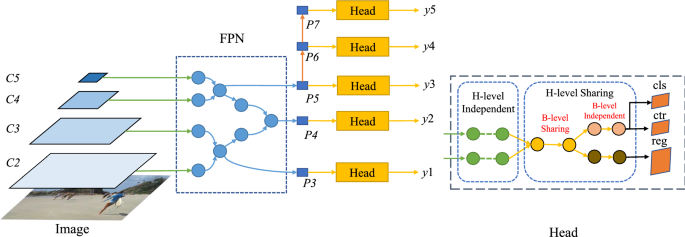 FPN
C5
C4
C3
C2
Image
P7
P6
P5
P4
P3
Head
Head
Head
Head
Head
y5
y4
y3
y2
y1
H-level
Independent
H-level Sharing
B-level
Sharing
B-level
Independent
cls
ctr
reg
Head